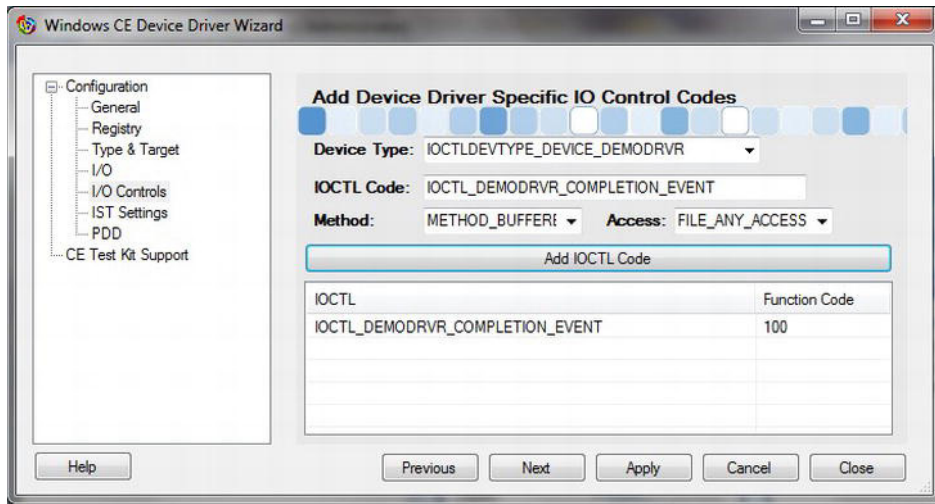 Windows CE Device Driver Wizard
Configuration
General
Registry
Type & Target
I/O
I/O Controls
IST Settings
PDD
CE Test Kit Support
Add Device Driver Specific IO Control Codes
Device Type: IOCTLDEVTYPE_DEVICE_DEMODRVR
IOCTL Code: IOCTL_DEMODRVR_COMPLETION_EVENT
Method: METHOD_BUFFERE Access: FILE_ANY_ACCESS
Add IOCTL Code
IOCTL Function Code
IOCTL_DEMODRVR_COMPLETION_EVENT 100
Help Previous Next Apply Cancel Close